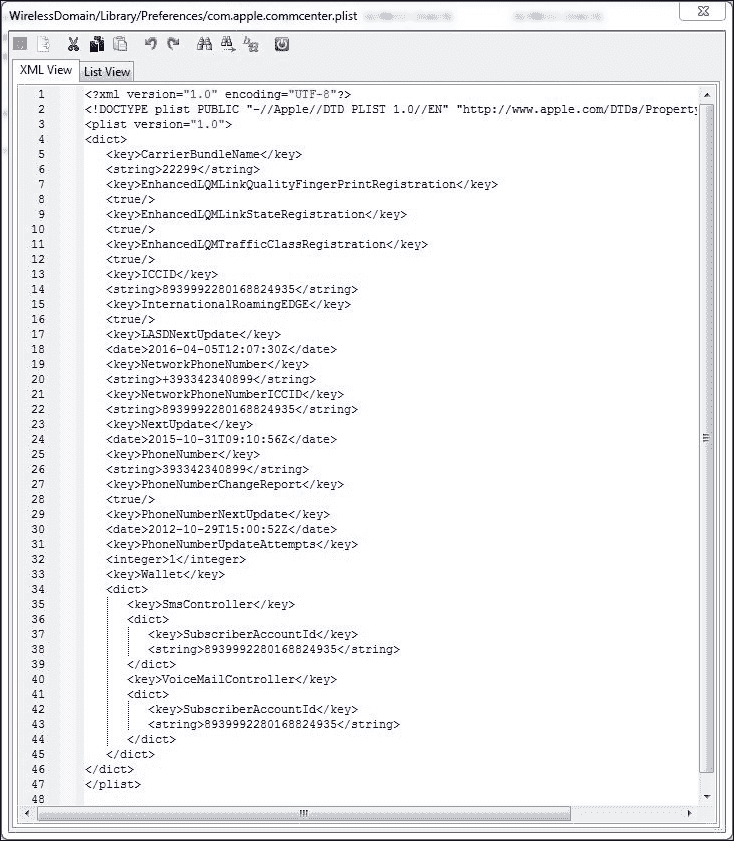 WirelessDomain/Library/Preferences/com.apple.commcenter.plist
XML View
List View
1 <?xml version="1.0" encoding="UTF-8"?>
2 <!DOCTYPE plist PUBLIC "-//Apple//DTD PLIST 1.0//EN" "http://www.apple.com/DTDs/Property
3 <plist version="1.0">
4 <dict>
5 <key>CarrierBundleName</key>
6 <string>22299</string>
7 <key>EnhancedLQMLinkQualityFingerPrintRegistration</key>
8 <true/>
9 <key>EnhancedLQMLinkStateRegistration</key>
10 <true/>
11 <key>EnhancedLQMTrafficClassRegistration</key>
12 <true/>
13 <key>ICCID</key>
14 <string>8939992280168824935</string>
15 <key>InternationalRoamingEDGE</key>
16 <true/>
17 <key>LASDNextUpdate</key>
18 <date>2016-04-05T12:07:30Z</date>
19 <key>NetworkPhoneNumber</key>
20 <string>+393342340899</string>
21 <key>NetworkPhoneNumberICCID</key>
22 <string>8939992280168824935</string>
23 <key>NextUpdate</key>
24 <date>2015-10-31T09:10:56Z</date>
25 <key>PhoneNumber</key>
26 <string>393342340899</string>
27 <key>PhoneNumberChangeReport</key>
28 <true/>
29 <key>PhoneNumberNextUpdate</key>
30 <date>2012-10-29T15:00:52Z</date>
31 <key>PhoneNumberUpdateAttempts</key>
32 <integer>1</integer>
33 <key>Wallet</key>
34 <dict>
35 <key>SmsController</key>
36 <dict>
37 <key>SubscriberAccountId</key>
38 <string>8939992280168824935</string>
39 </dict>
40 <key>VoiceMailController</key>
41 <dict>
42 <key>SubscriberAccountId</key>
43 <string>8939992280168824935</string>
44 </dict>
45 </dict>
46 </dict>
47 </plist>
48